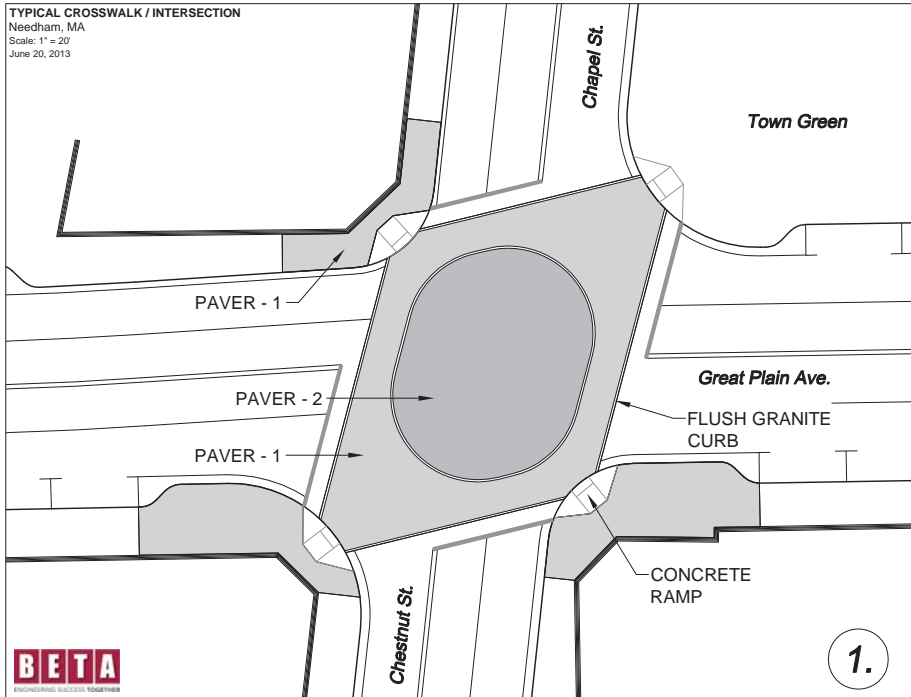 TYPICAL CROSSWALK / INTERSECTION
Needham, MA
Scale: 1" = 20'
June 20, 2013
Chapel St.
Town Green
PAVER - 1
PAVER - 2
Great Plain Ave.
FLUSH GRANITE
CURB
PAVER - 1
CONCRETE
RAMP
Chestnut St.
BETA
ENGINEERING SUCCESS TOGETHER
1.